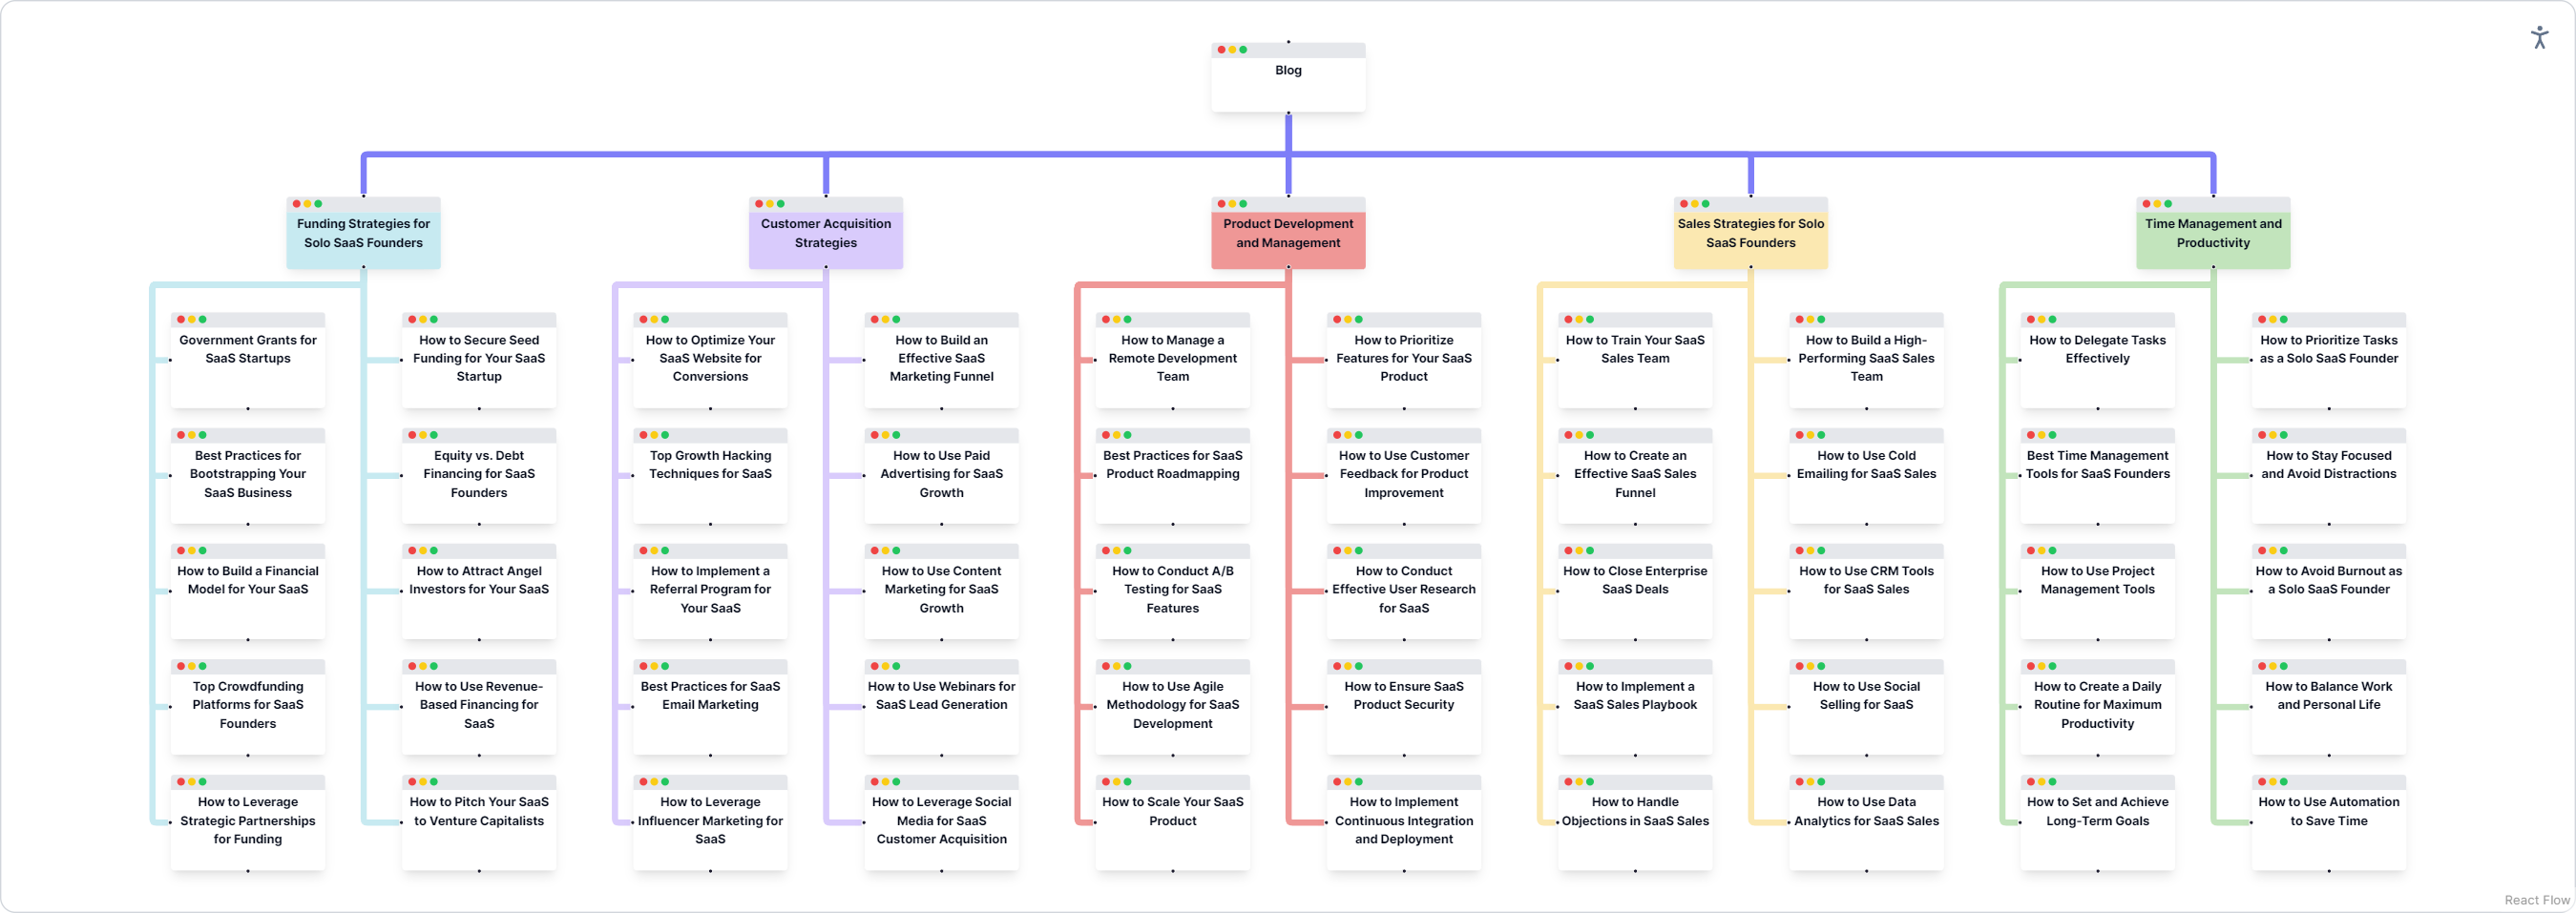 Blog
Funding Strategies for
Solo SaaS Founders
Customer Acquisition
Strategies
Product Development
and Management
Sales Strategies for Solo
SaaS Founders
Time Management and
Productivity
Government Grants for
SaaS Startups
How to Secure Seed
Funding for Your SaaS
Startup
How to Optimize Your
SaaS Website for
Conversions
How to Build an
Effective SaaS
Marketing Funnel
How to Manage a
Remote Development
Team
How to Prioritize
Features for Your SaaS
Product
How to Train Your SaaS
Sales Team
How to Build a High-
Performing SaaS Sales
Team
How to Delegate Tasks
Effectively
How to Prioritize Tasks
as a Solo SaaS Founder
Best Practices for
Bootstrapping Your
SaaS Business
Equity vs. Debt
Financing for SaaS
Founders
Top Growth Hacking
Techniques for SaaS
How to Use Paid
Advertising for SaaS
Growth
Best Practices for SaaS
Product Roadmapping
How to Use Customer
Feedback for Product
Improvement
How to Create an
Effective SaaS Sales
Funnel
How to Use Cold
Emailing for SaaS Sales
Best Time Management
Tools for SaaS Founders
How to Stay Focused
and Avoid Distractions
How to Build a Financial
Model for Your SaaS
How to Attract Angel
Investors for Your SaaS
How to Implement a
Referral Program for
Your SaaS
How to Use Content
Marketing for SaaS
Growth
How to Conduct A/B
Testing for SaaS
Features
How to Conduct
Effective User Research
for SaaS
How to Close Enterprise
SaaS Deals
How to Use CRM Tools
for SaaS Sales
How to Use Project
Management Tools
How to Avoid Burnout as
a Solo SaaS Founder
Top Crowdfunding
Platforms for SaaS
Founders
How to Use Revenue-
Based Financing for
SaaS
Best Practices for SaaS
Email Marketing
How to Use Webinars for
SaaS Lead Generation
How to Use Agile
Methodology for SaaS
Development
How to Ensure SaaS
Product Security
How to Implement a
SaaS Sales Playbook
How to Use Social
Selling for SaaS
How to Create a Daily
Routine for Maximum
Productivity
How to Balance Work
and Personal Life
How to Leverage
Strategic Partnerships
for Funding
How to Pitch Your SaaS
to Venture Capitalists
How to Leverage
Influencer Marketing for
SaaS
How to Leverage Social
Media for SaaS
Customer Acquisition
How to Scale Your SaaS
Product
How to Implement
Continuous Integration
and Deployment
How to Handle
Objections in SaaS Sales
How to Use Data
Analytics for SaaS Sales
How to Set and Achieve
Long-Term Goals
How to Use Automation
to Save Time
React Flow